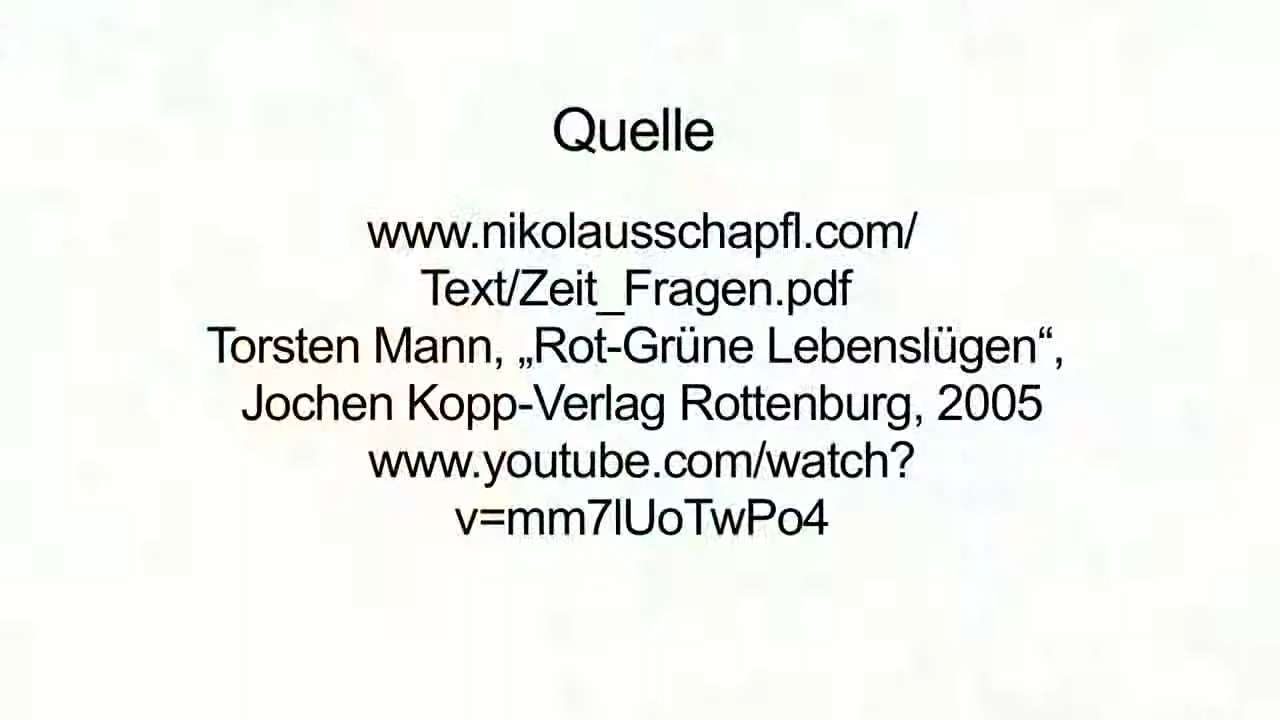 Quelle
www.nikolausschapfl.com/
Text/Zeit_Fragen.pdf
Torsten Mann, „Rot-Grüne Lebenslügen“,
Jochen Kopp-Verlag Rottenburg, 2005
www.youtube.com/watch?
v=mm7lUoTwPo4